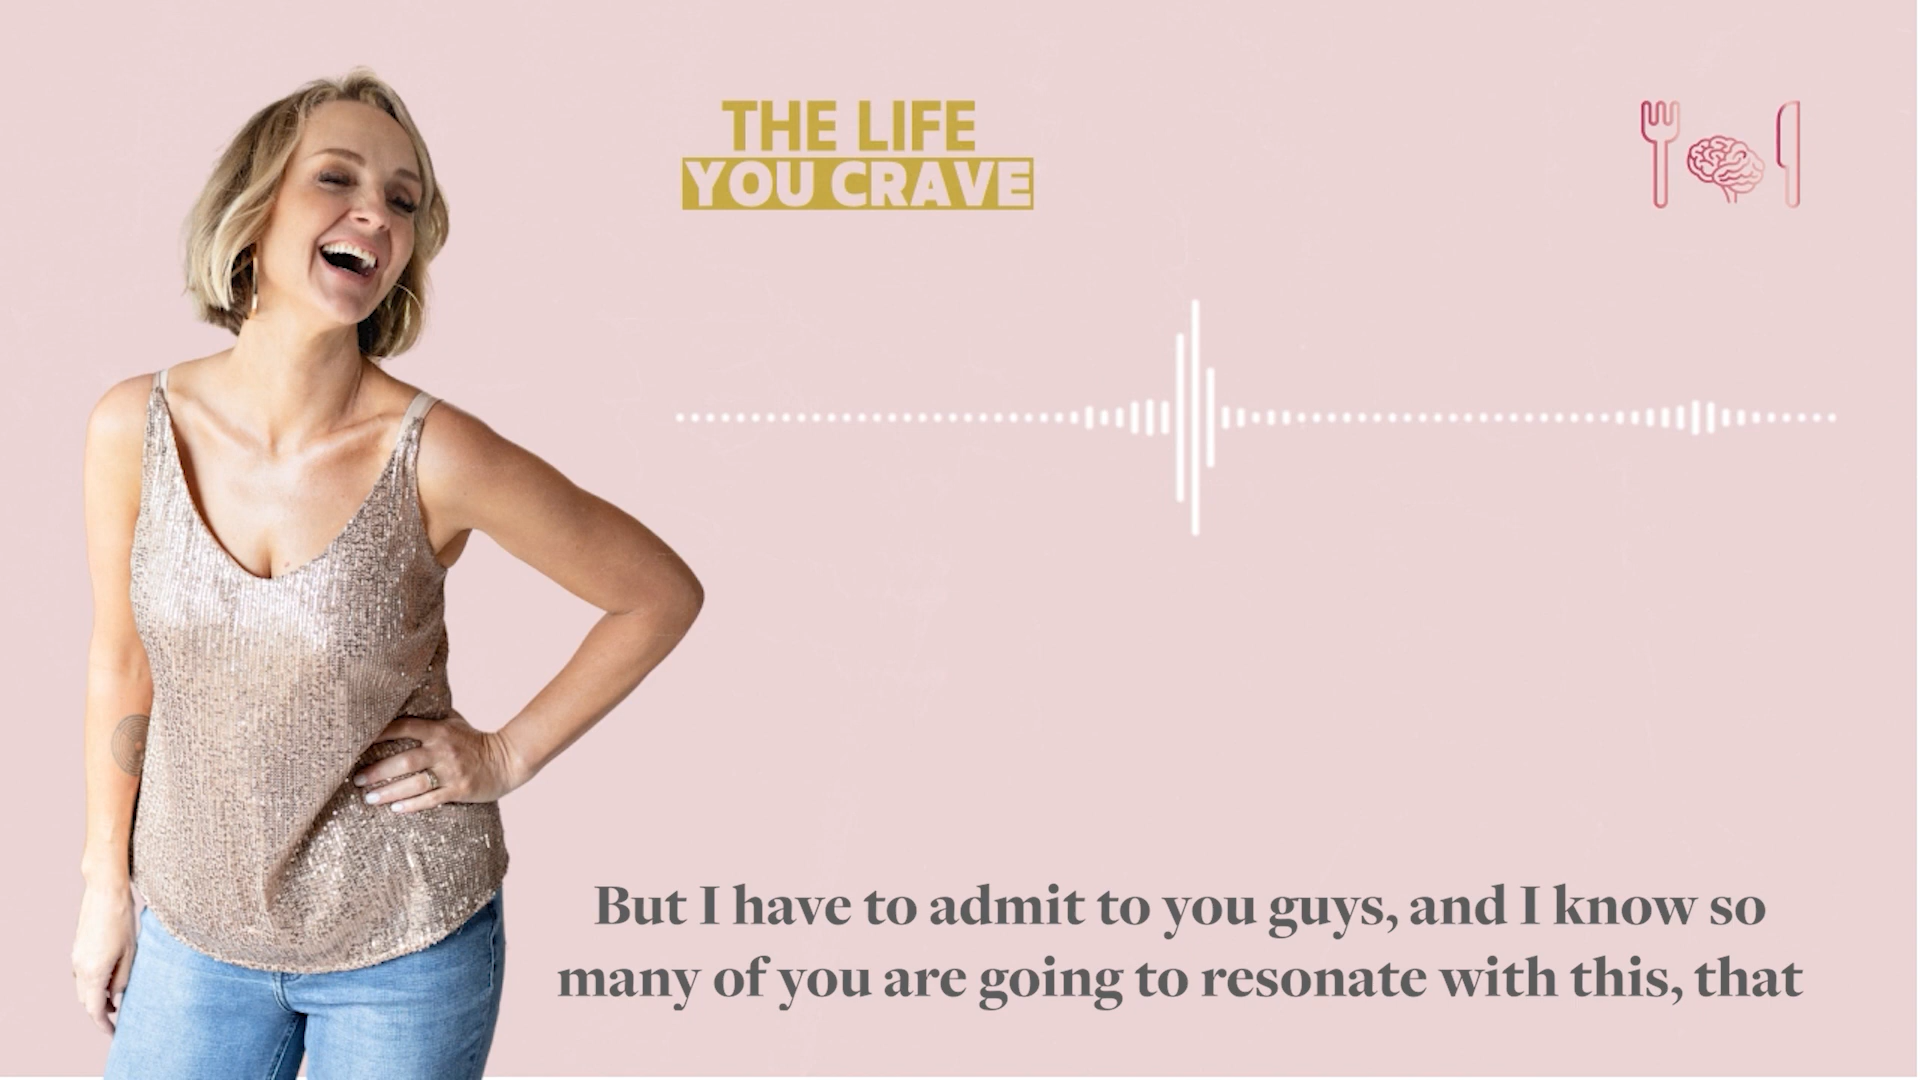 THE LIFE
YOU CRAVE
But I have to admit to you guys, and I know so
many of you are going to resonate with this, that